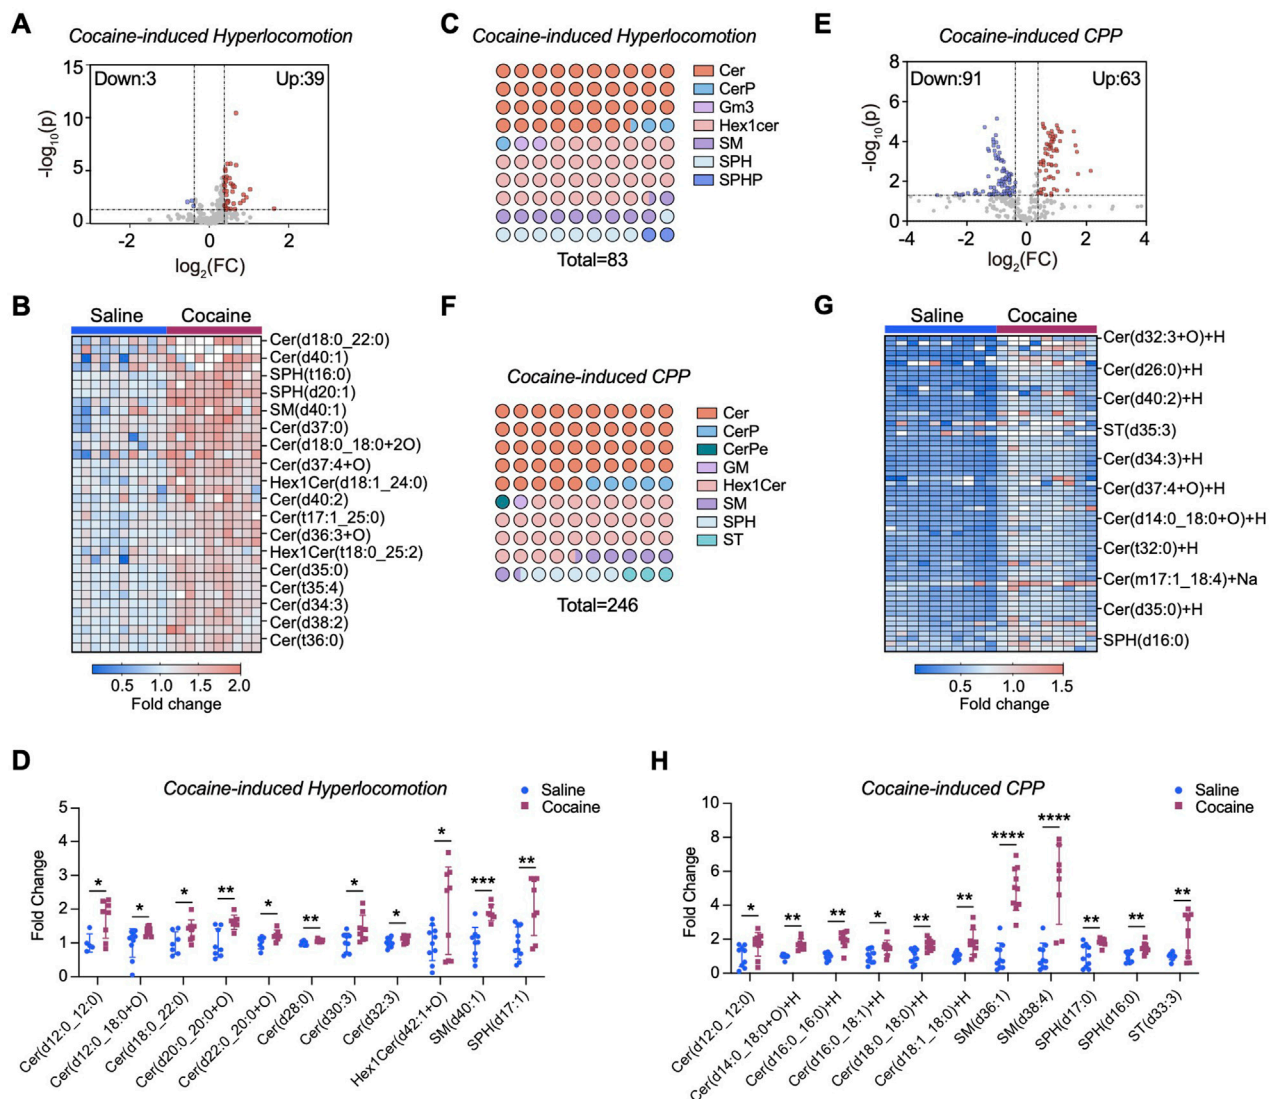 A
Cocaine-induced Hyperlocomotion
15
10
5
0
Down:3
Up:39
-log10(p)
-2
0
2
log2(FC)
C
Cocaine-induced Hyperlocomotion
Cer
CerP
Gm3
Hex1cer
SM
SPH
SPHP
Total=83
E
Cocaine-induced CPP
8
6
4
2
0
Down:91
Up:63
-log10(p)
-4
-2
0
2
4
log2(FC)
B
Saline
Cocaine
Cer(d18:0_22:0)
Cer(d40:1)
SPH(t16:0)
SPH(d20:1)
SM(d40:1)
Cer(d37:0)
Cer(d18:0_18:0+2O)
Cer(d37:4+O)
Hex1Cer(d18:1_24:0)
Cer(d40:2)
Cer(t17:1_25:0)
Cer(d36:3+O)
Hex1Cer(t18:0_25:2)
Cer(d35:0)
Cer(t35:4)
Cer(d34:3)
Cer(d38:2)
Cer(t36:0)
0.5
1.0
1.5
2.0
Fold change
F
Cocaine-induced CPP
Cer
CerP
CerPe
GM
Hex1Cer
SM
SPH
ST
Total=246
G
Saline
Cocaine
Cer(d32:3+O)+H
Cer(d26:0)+H
Cer(d40:2)+H
ST(d35:3)
Cer(d34:3)+H
Cer(d37:4+O)+H
Cer(d14:0_18:0+O)+H
Cer(t32:0)+H
Cer(m17:1_18:4)+Na
Cer(d35:0)+H
SPH(d16:0)
0.5
1.0
1.5
Fold change
D
Cocaine-induced Hyperlocomotion
Saline
Cocaine
5
4
3
2
1
0
Fold Change
*
*
*
**
*
**
*
*
*
***
**
Cer(d12:0_12:0)
Cer(d12:0_18:0+O)
Cer(d18:0_22:0)
Cer(d20:0_20:0+O)
Cer(d22:0_20:0+O)
Cer(d28:0)
Cer(d30:3)
Cer(d32:3)
Hex1Cer(d42:1+O)
SM(d40:1)
SPH(d17:1)
H
Cocaine-induced CPP
Saline
Cocaine
10
8
6
4
2
0
Fold Change
*
**
**
*
**
**
****
****
**
**
**
Cer(d12:0_12:0)
Cer(d14:0_18:0+O)+H
Cer(d16:0_16:0)+H
Cer(d16:0_18:1)+H
Cer(d18:0_18:0)+H
Cer(d18:1_18:0)+H
SM(d36:1)
SM(d38:4)
SPH(d17:0)
SPH(d16:0)
ST(d33:3)